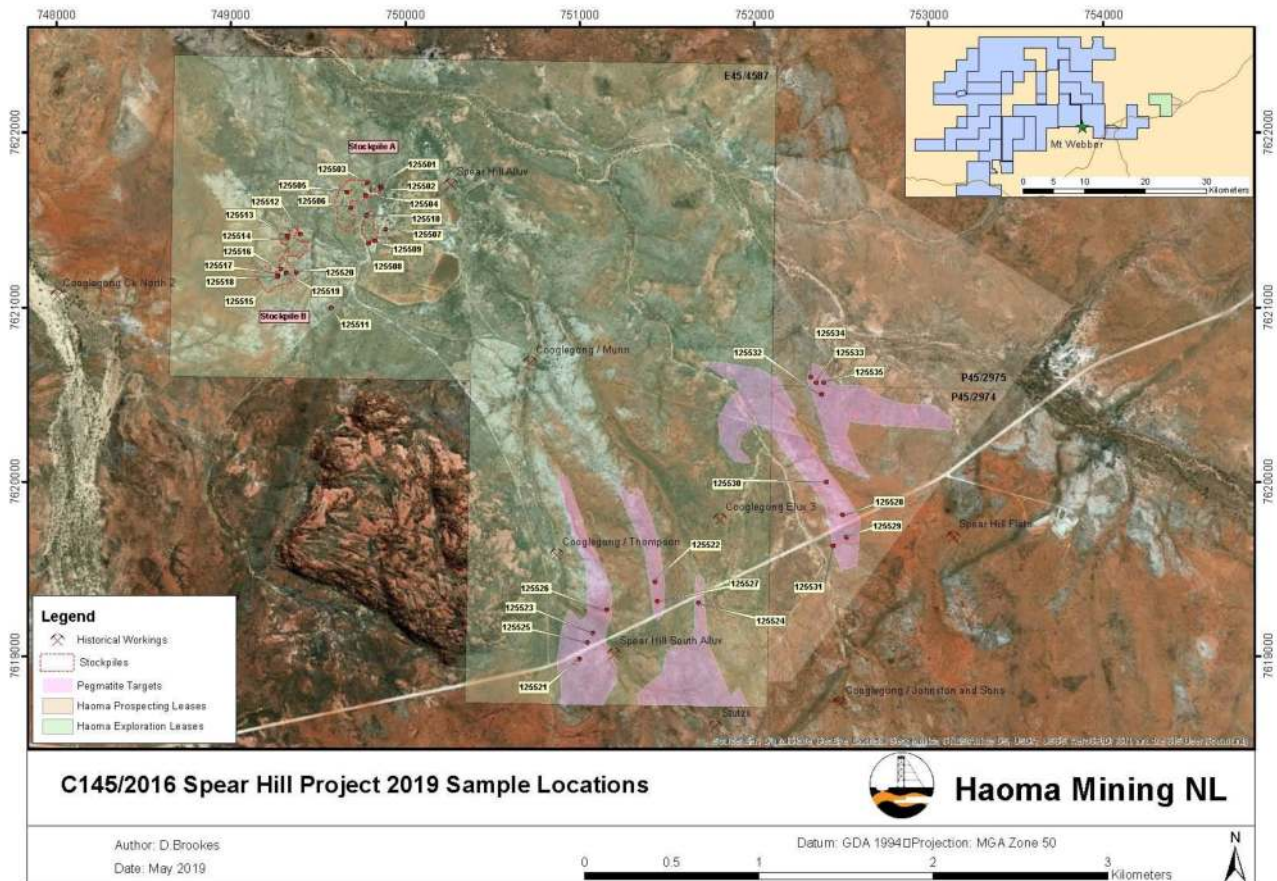 748000 749000 750000 751000 752000 753000 754000
E45/4587
Mt Webber
0 5 10 20 30
Kilometers
7622000
7622000
Stockpile A
125503
125501
Spear Hill Alluv
125505
125502
125512
125506
125504
125513
125510
125514
125507
125516
125509
125517
125508
125518
125520
Cooglegong Ck North 2
125519
125515
Stockpile B
125511
7621000
7621000
125534
125532
125533
Cooglegong / Munn
125535
P45/2975
P45/2974
7620000
7620000
125530
125528
Cooglegong Eluv 3
125529
Spear Hill Flats
Cooglegong / Thompson
125522
125527
125531
125526
125523
125524
125525
Spear Hill South Alluv
7619000
7619000
125521
Cooglegong / Johnston and Sons
Stutzs
Legend
Historical Workings
Stockpiles
Pegmatite Targets
Haoma Prospecting Leases
Haoma Exploration Leases
C145/2016 Spear Hill Project 2019 Sample Locations
Haoma Mining NL
Author: D.Brookes
Date: May 2019
Datum: GDA 1994□Projection: MGA Zone 50
0 0.5 1 2 3
Kilometers
N